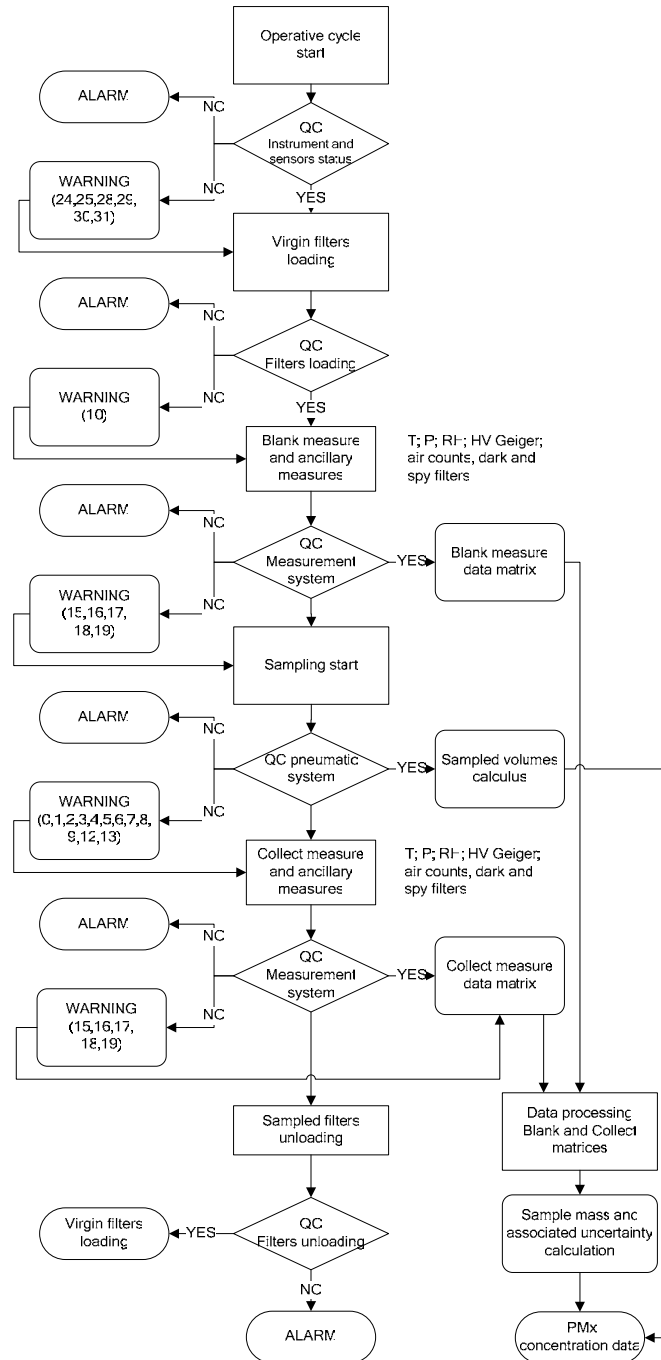 Operative cycle
start
ALARM
NO
QC
Instrument and
sensors status
NO
WARNING
(24,25,28,29,
30,31)
YES
Virgin filters
loading
ALARM
NO
QC
Filters loading
NO
WARNING
(10)
YES
Blank measure
and ancillary
measures
T; P; RH; HV Geiger;
air counts, dark and
spy filters
ALARM
NO
QC
Measurement
system
YES
Blank measure
data matrix
NO
WARNING
(15,16,17,
18,19)
Sampling start
ALARM
NO
QC pneumatic
system
YES
Sampled volumes
calculus
NO
WARNING
(0,1,2,3,4,5,6,7,8,
9,12,13)
Collect measure
and ancillary
measures
T; P; RH; HV Geiger;
air counts, dark and
spy filters
ALARM
NO
QC
Measurement
system
YES
Collect measure
data matrix
NO
WARNING
(15,16,17,
18,19)
Sampled filters
unloading
Data processing
Blank and Collect
matrices
Virgin filters
loading
YES
QC
Filters unloading
Sample mass and
associated uncertainty
calculation
NO
ALARM
PMx
concentration data